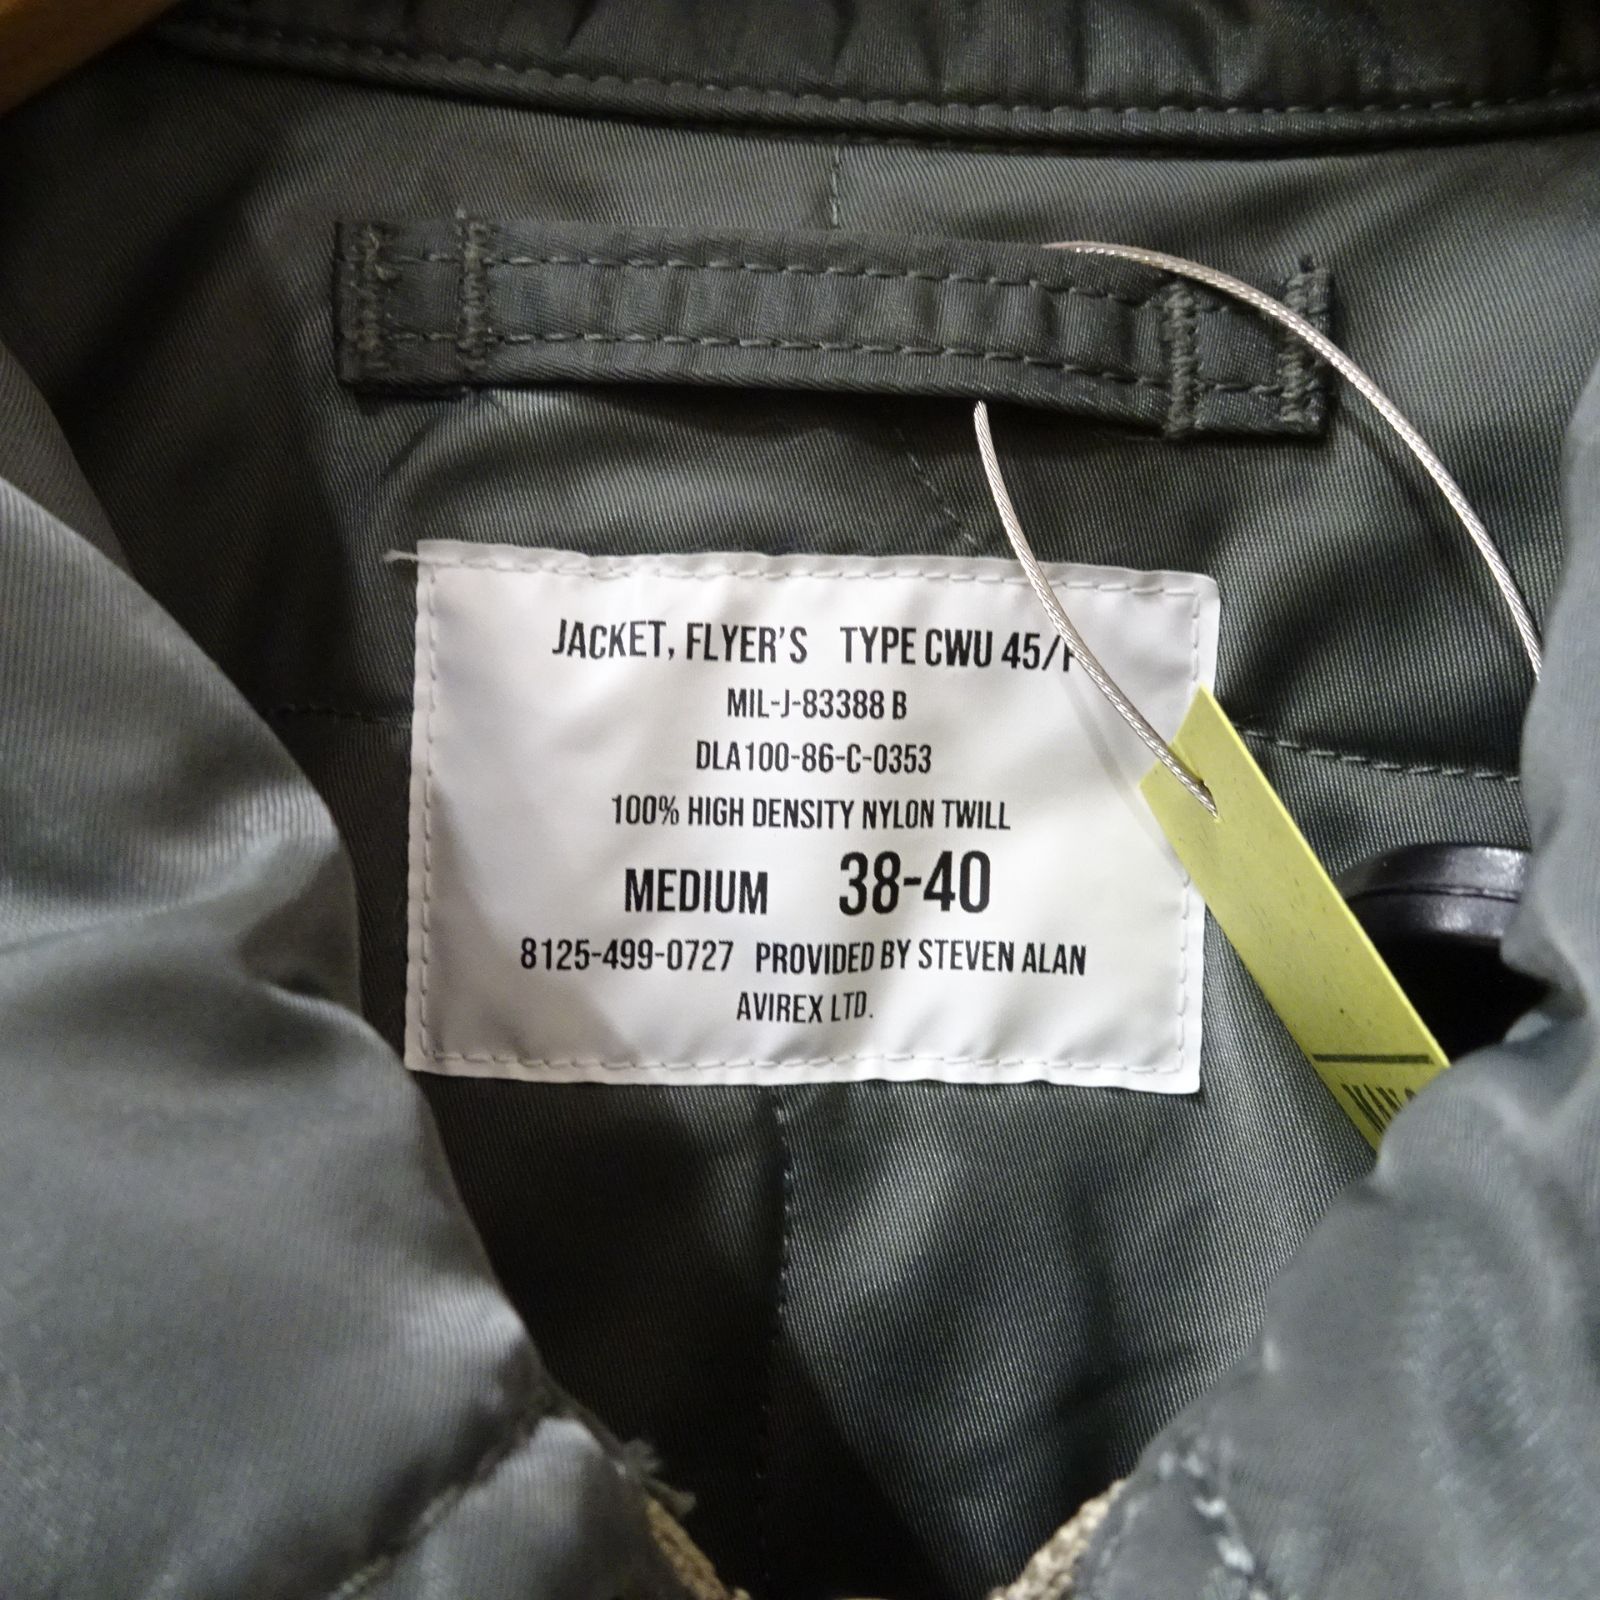 JACKET, FLYER'S TYPE CWU 45/
MIL-J-83388 B
DLA100-86-C-0353
100% HIGH DENSITY NYLON TWILL
MEDIUM 38-40
8125-499-0727 PROVIDED BY STEVEN ALAN
AVIREX LTD.